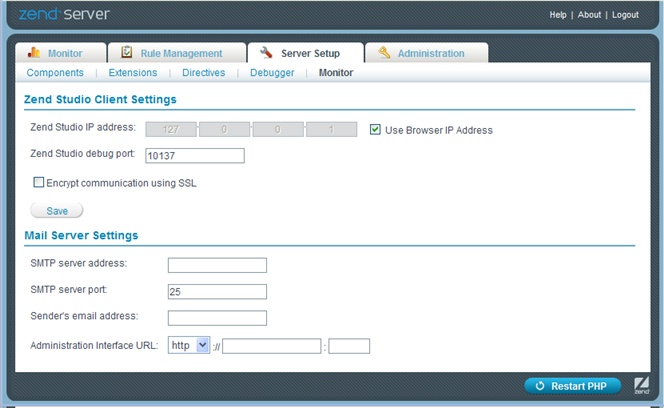 zend server
Help | About | Logout
Monitor Rule Management Server Setup Administration
Components | Extensions | Directives | Debugger | Monitor
Zend Studio Client Settings
Zend Studio IP address: 127 0 0 1 Use Browser IP Address
Zend Studio debug port: 10137
Encrypt communication using SSL
Save
Mail Server Settings
SMTP server address:
SMTP server port: 25
Sender's email address:
Administration Interface URL: http :// :
Restart PHP zend